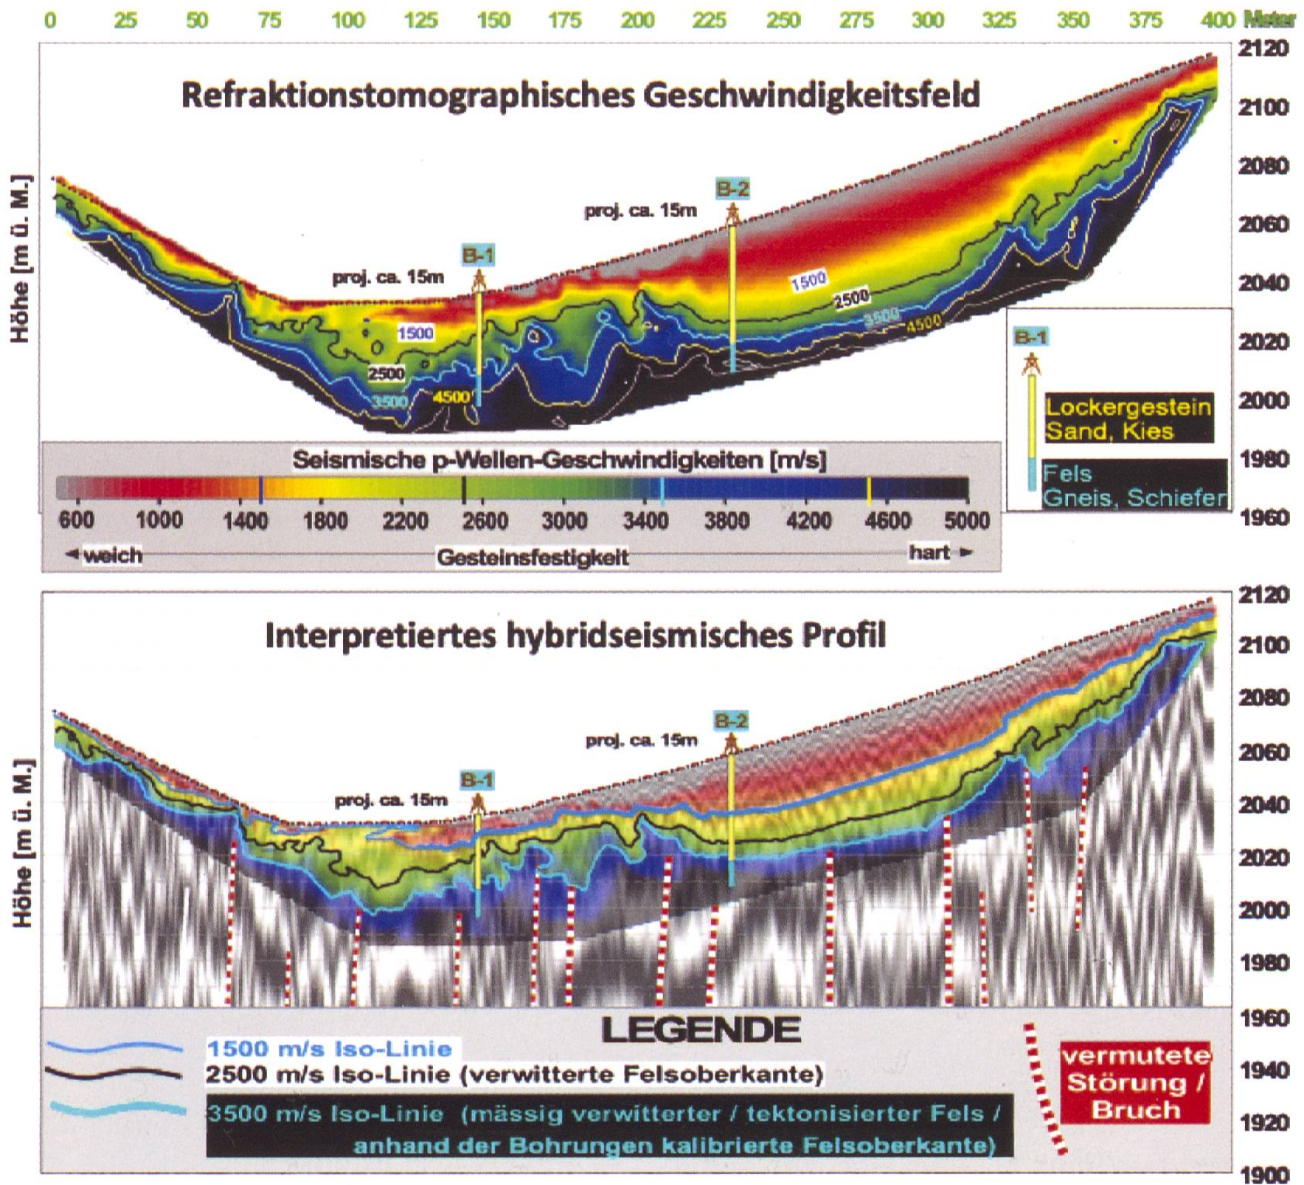 0 25 50 75 100 125 150 175 200 225 250 275 300 325 350 375 400 Meter
Refraktionstomographisches Geschwindigkeitsfeld
Höhe [m ü. M.]
2120
2100
2080
2060
2040
2020
2000
1980
1960
B-2
proj. ca. 15m
B-1
proj. ca. 15m
1500
2500
3500
4500
1500
2500
3500
4500
B-1
Lockergestein
Sand, Kies
Fels
Gneis, Schiefer
Seismische p-Wellen-Geschwindigkeiten [m/s]
600 1000 1400 1800 2200 2600 3000 3400 3800 4200 4600 5000
weich Gesteinsfestigkeit hart
Interpretiertes hybridseismisches Profil
Höhe [m ü. M.]
2120
2100
2080
2060
2040
2020
2000
1980
1960
1940
1920
1900
B-2
proj. ca. 15m
B-1
proj. ca. 15m
LEGENDE
1500 m/s Iso-Linie
2500 m/s Iso-Linie (verwitterte Felsoberkante)
3500 m/s Iso-Linie (mässig verwitterter / tektonisierter Fels /
anhand der Bohrungen kalibrierte Felsoberkante)
vermutete
Störung /
Bruch